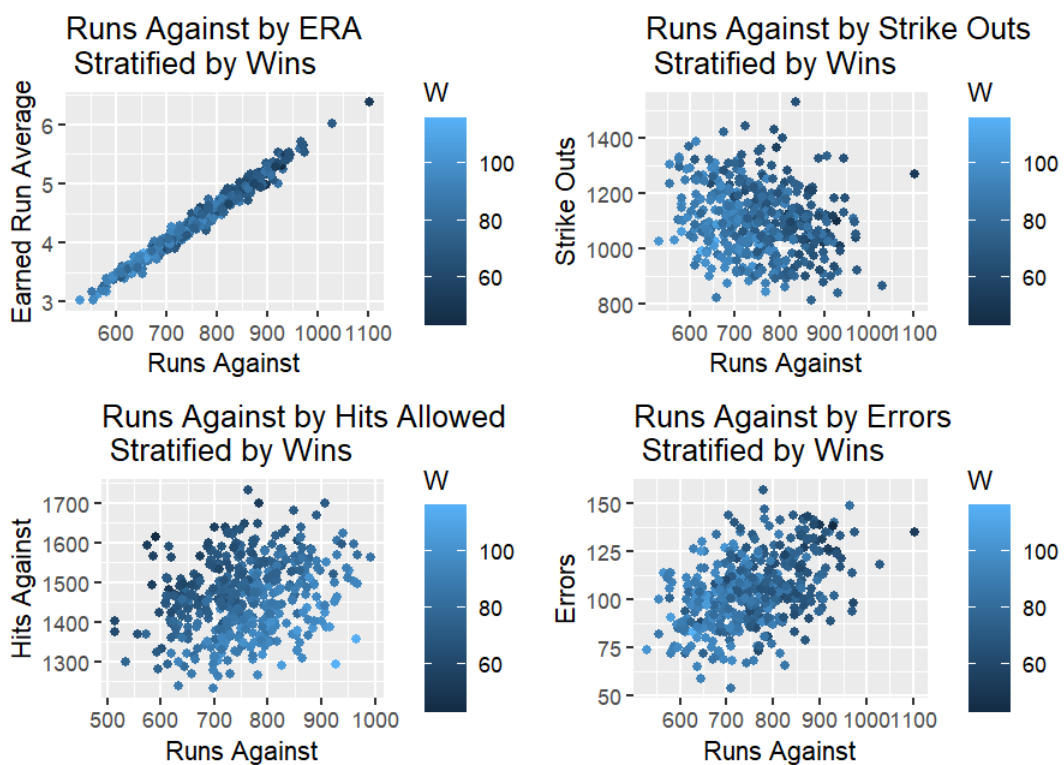 Runs Against by ERA
Stratified by Wins
Earned Run Average
6
5
4
3
600 700 800 900 1000 1100
Runs Against
W
100
80
60
Runs Against by Strike Outs
Stratified by Wins
Strike Outs
1400
1200
1000
800
600 700 800 900 1000 1100
Runs Against
W
100
80
60
Runs Against by Hits Allowed
Stratified by Wins
Hits Against
1700
1600
1500
1400
1300
500 600 700 800 900 1000
Runs Against
W
100
80
60
Runs Against by Errors
Stratified by Wins
Errors
150
125
100
75
50
600 700 800 900 1000 1100
Runs Against
W
100
80
60